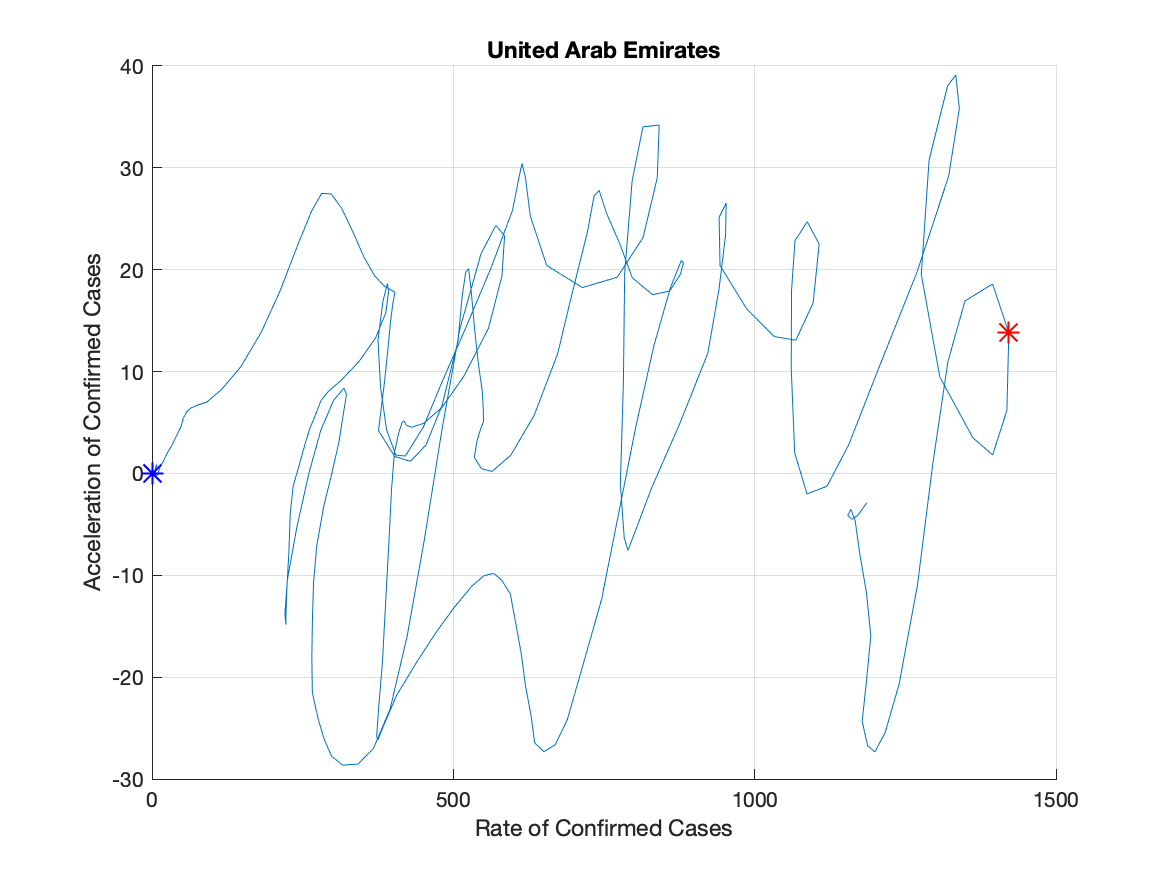 United Arab Emirates
40
30
20
10
0
-10
-20
-30
Acceleration of Confirmed Cases
0 500 1000 1500
Rate of Confirmed Cases